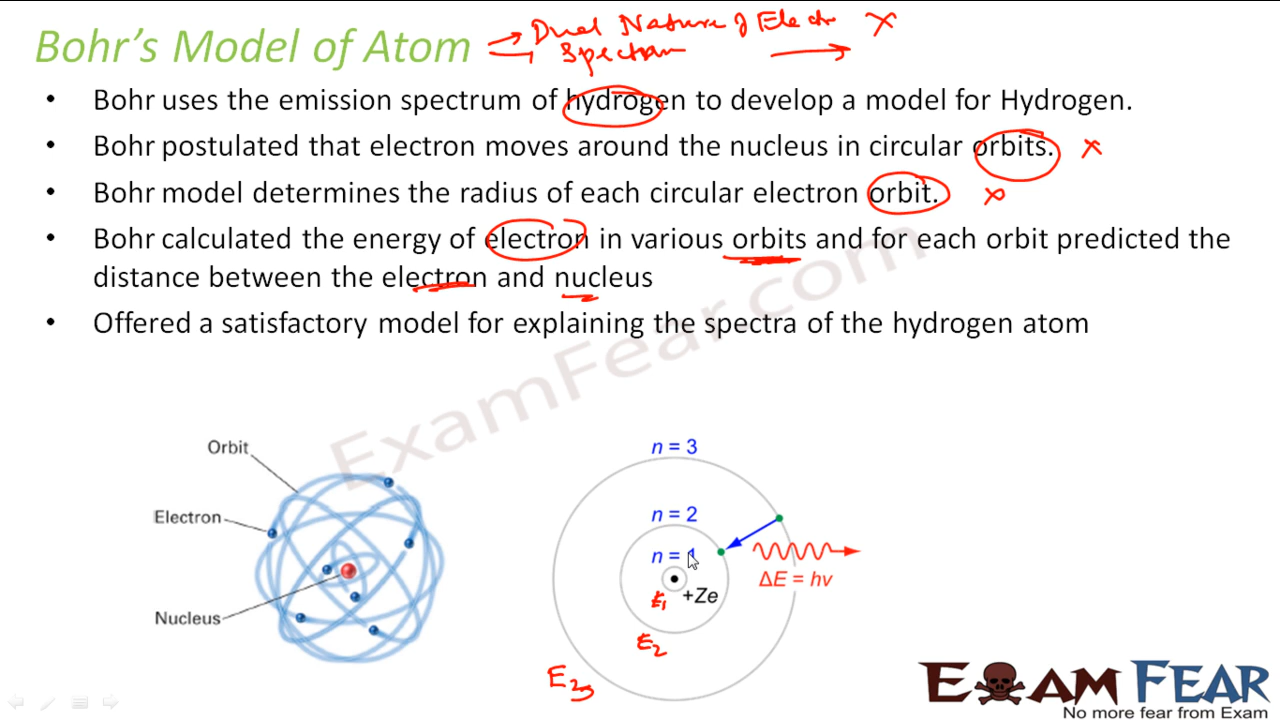 Bohr's Model of Atom
→ Dual Nature of Electr x
Spectrum
• Bohr uses the emission spectrum of hydrogen to develop a model for Hydrogen.
• Bohr postulated that electron moves around the nucleus in circular orbits. x
• Bohr model determines the radius of each circular electron orbit. x
• Bohr calculated the energy of electron in various orbits and for each orbit predicted the
distance between the electron and nucleus
• Offered a satisfactory model for explaining the spectra of the hydrogen atom
ExamFear.com
Orbit
Electron
Nucleus
n = 3
n = 2
n = 1
+Ze
ΔE = hv
E1
E2
E3
EXAM FEAR
No more fear from Exam